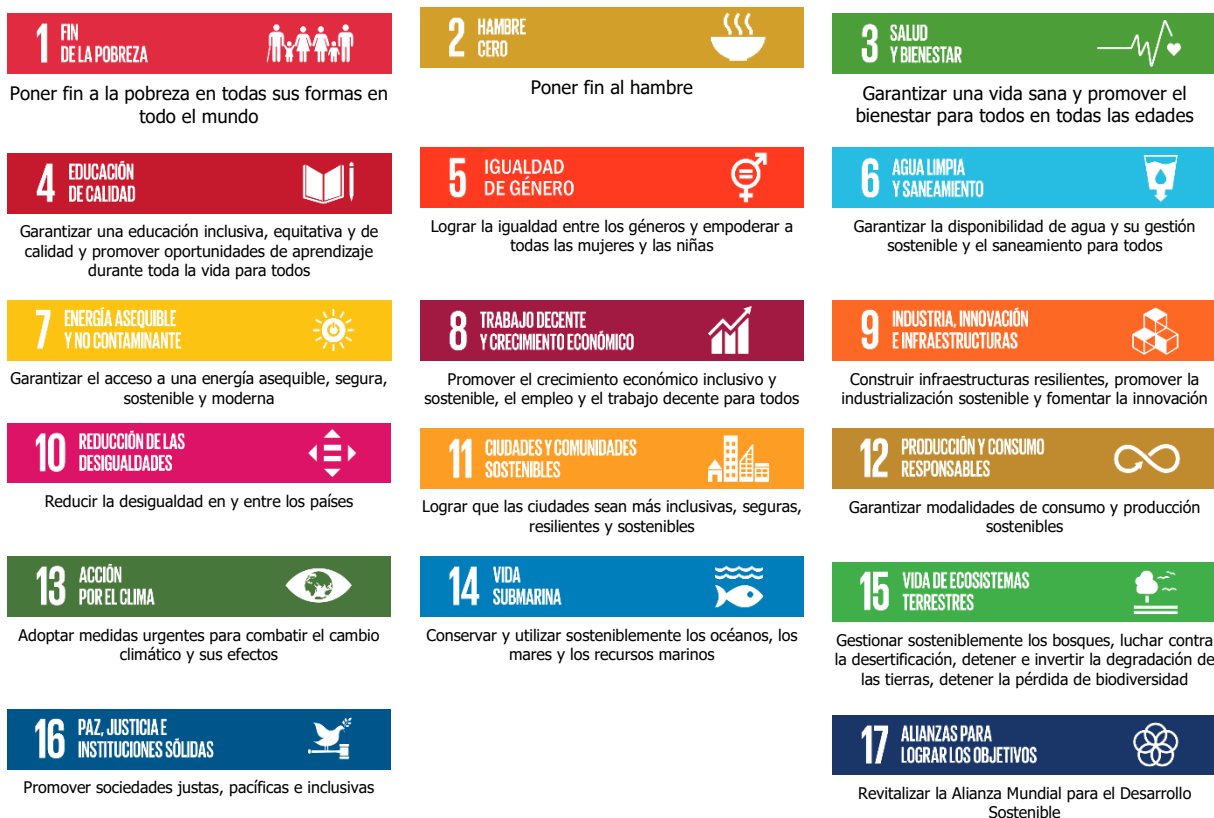 1 FIN
DE LA POBREZA
Poner fin a la pobreza en todas sus formas en
todo el mundo
2 HAMBRE
CERO
Poner fin al hambre
3 SALUD
Y BIENESTAR
Garantizar una vida sana y promover el
bienestar para todos en todas las edades
4 EDUCACIÓN
DE CALIDAD
Garantizar una educación inclusiva, equitativa y de
calidad y promover oportunidades de aprendizaje
durante toda la vida para todos
5 IGUALDAD
DE GÉNERO
Lograr la igualdad entre los géneros y empoderar a
todas las mujeres y las niñas
6 AGUA LIMPIA
Y SANEAMIENTO
Garantizar la disponibilidad de agua y su gestión
sostenible y el saneamiento para todos
7 ENERGÍA ASEQUIBLE
Y NO CONTAMINANTE
Garantizar el acceso a una energía asequible, segura,
sostenible y moderna
8 TRABAJO DECENTE
Y CRECIMIENTO ECONÓMICO
Promover el crecimiento económico inclusivo y
sostenible, el empleo y el trabajo decente para todos
9 INDUSTRIA, INNOVACIÓN
E INFRAESTRUCTURAS
Construir infraestructuras resilientes, promover la
industrialización sostenible y fomentar la innovación
10 REDUCCIÓN DE LAS
DESIGUALDADES
Reducir la desigualdad en y entre los países
11 CIUDADES Y COMUNIDADES
SOSTENIBLES
Lograr que las ciudades sean más inclusivas, seguras,
resilientes y sostenibles
12 PRODUCCIÓN Y CONSUMO
RESPONSABLES
Garantizar modalidades de consumo y producción
sostenibles
13 ACCIÓN
POR EL CLIMA
Adoptar medidas urgentes para combatir el cambio
climático y sus efectos
14 VIDA
SUBMARINA
Conservar y utilizar sosteniblemente los océanos, los
mares y los recursos marinos
15 VIDA DE ECOSISTEMAS
TERRESTRES
Gestionar sosteniblemente los bosques, luchar contra
la desertificación, detener e invertir la degradación de
las tierras, detener la pérdida de biodiversidad
16 PAZ, JUSTICIA E
INSTITUCIONES SÓLIDAS
Promover sociedades justas, pacíficas e inclusivas
17 ALIANZAS PARA
LOGRAR LOS OBJETIVOS
Revitalizar la Alianza Mundial para el Desarrollo
Sostenible